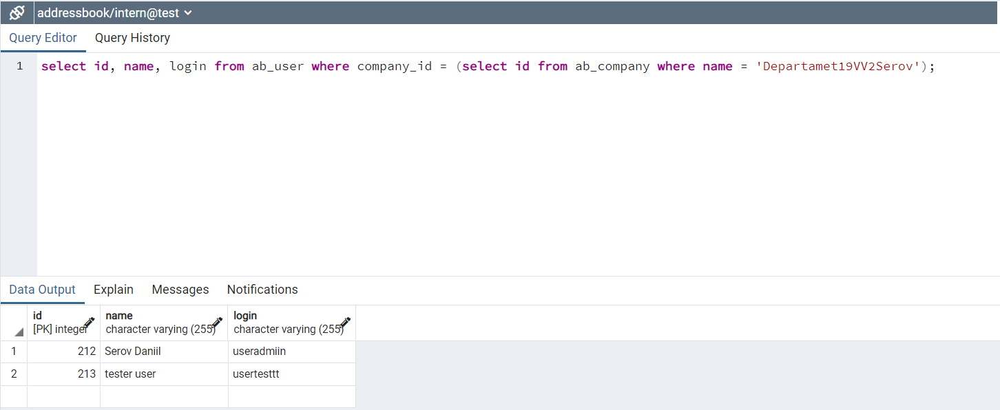 addressbook/intern@test
Query Editor Query History
1 select id, name, login from ab_user where company_id = (select id from ab_company where name = 'Departamet19VV2Serov');
Data Output Explain Messages Notifications
id name login
[PK] integer character varying (255) character varying (255)
1 212 Serov Daniil useradmiin
2 213 tester user usertesttt